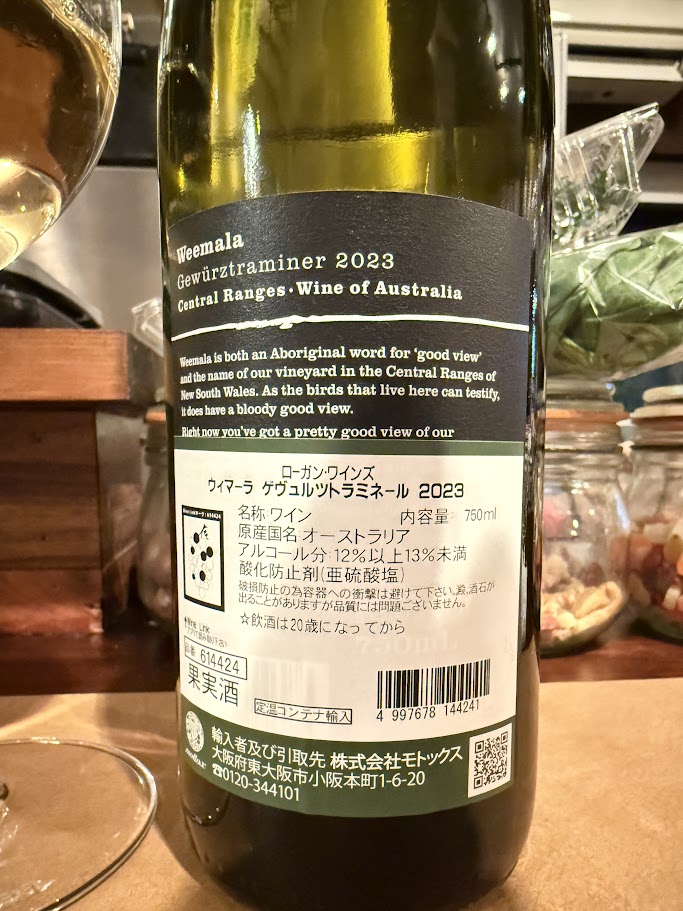 Weemala
Gewürztraminer 2023
Central Ranges • Wine of Australia
Weemala is both an Aboriginal word for ‘good view’
and the name of our vineyard in the Central Ranges of
New South Wales. As the birds that live here can testify,
it does have a bloody good view.
Right now you’ve got a pretty good view of our
ローガン・ワインズ
ウィマーラ ゲヴュルツトラミネール 2023
名称:ワイン 内容量: 750ml
原産国名:オーストラリア
アルコール分:12%以上13%未満
酸化防止剤(亜硫酸塩)
破損防止の為容器への衝撃は避けて下さい。澱、酒石が
出ることがありますが品質には問題ございません。
☆飲酒は20歳になってから
Wine Link
品番 614424
果実酒
定温コンテナ輸入
4 997678 144241
輸入者及び引取先 株式会社モトックス
大阪府東大阪市小阪本町1-6-20
☎0120-344101